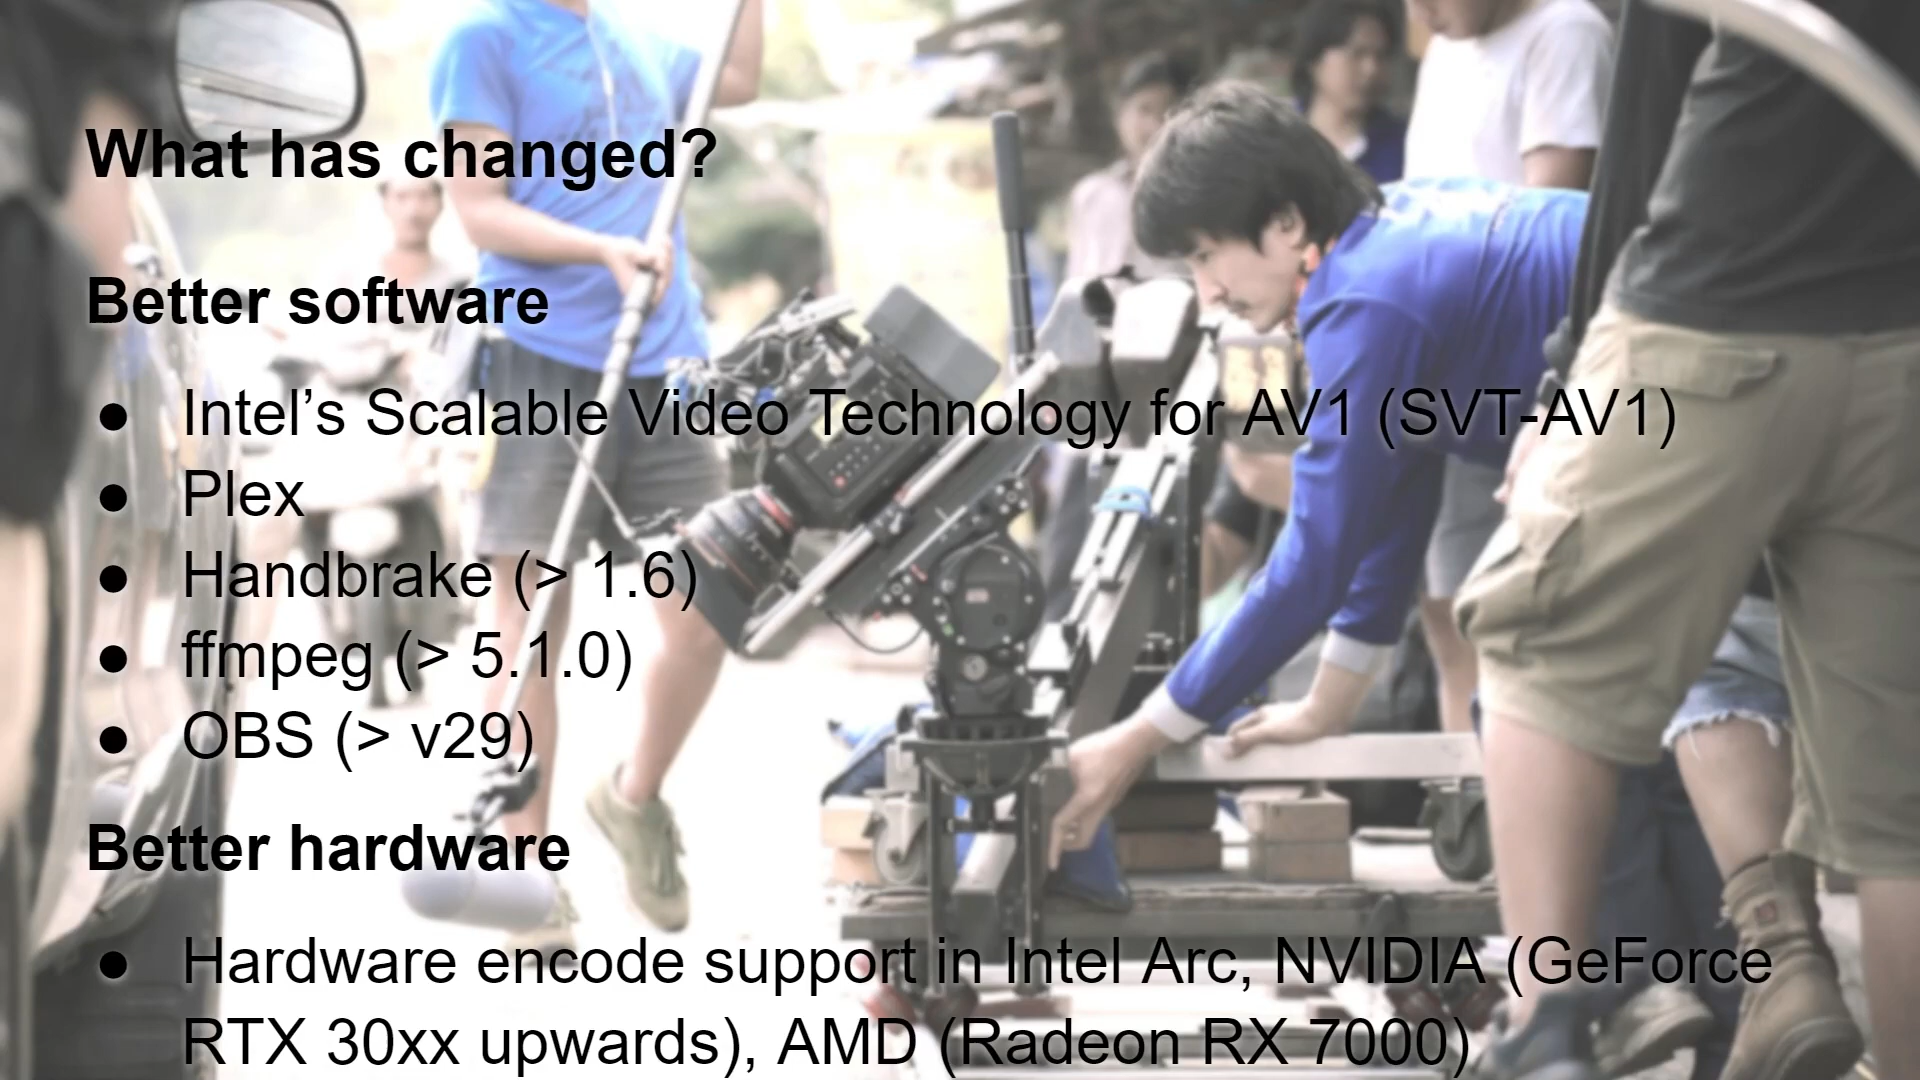 What has changed?
Better software
● Intel’s Scalable Video Technology for AV1 (SVT-AV1)
● Plex
● Handbrake (> 1.6)
● ffmpeg (> 5.1.0)
● OBS (> v29)
Better hardware
● Hardware encode support in Intel Arc, NVIDIA (GeForce
RTX 30xx upwards), AMD (Radeon RX 7000)